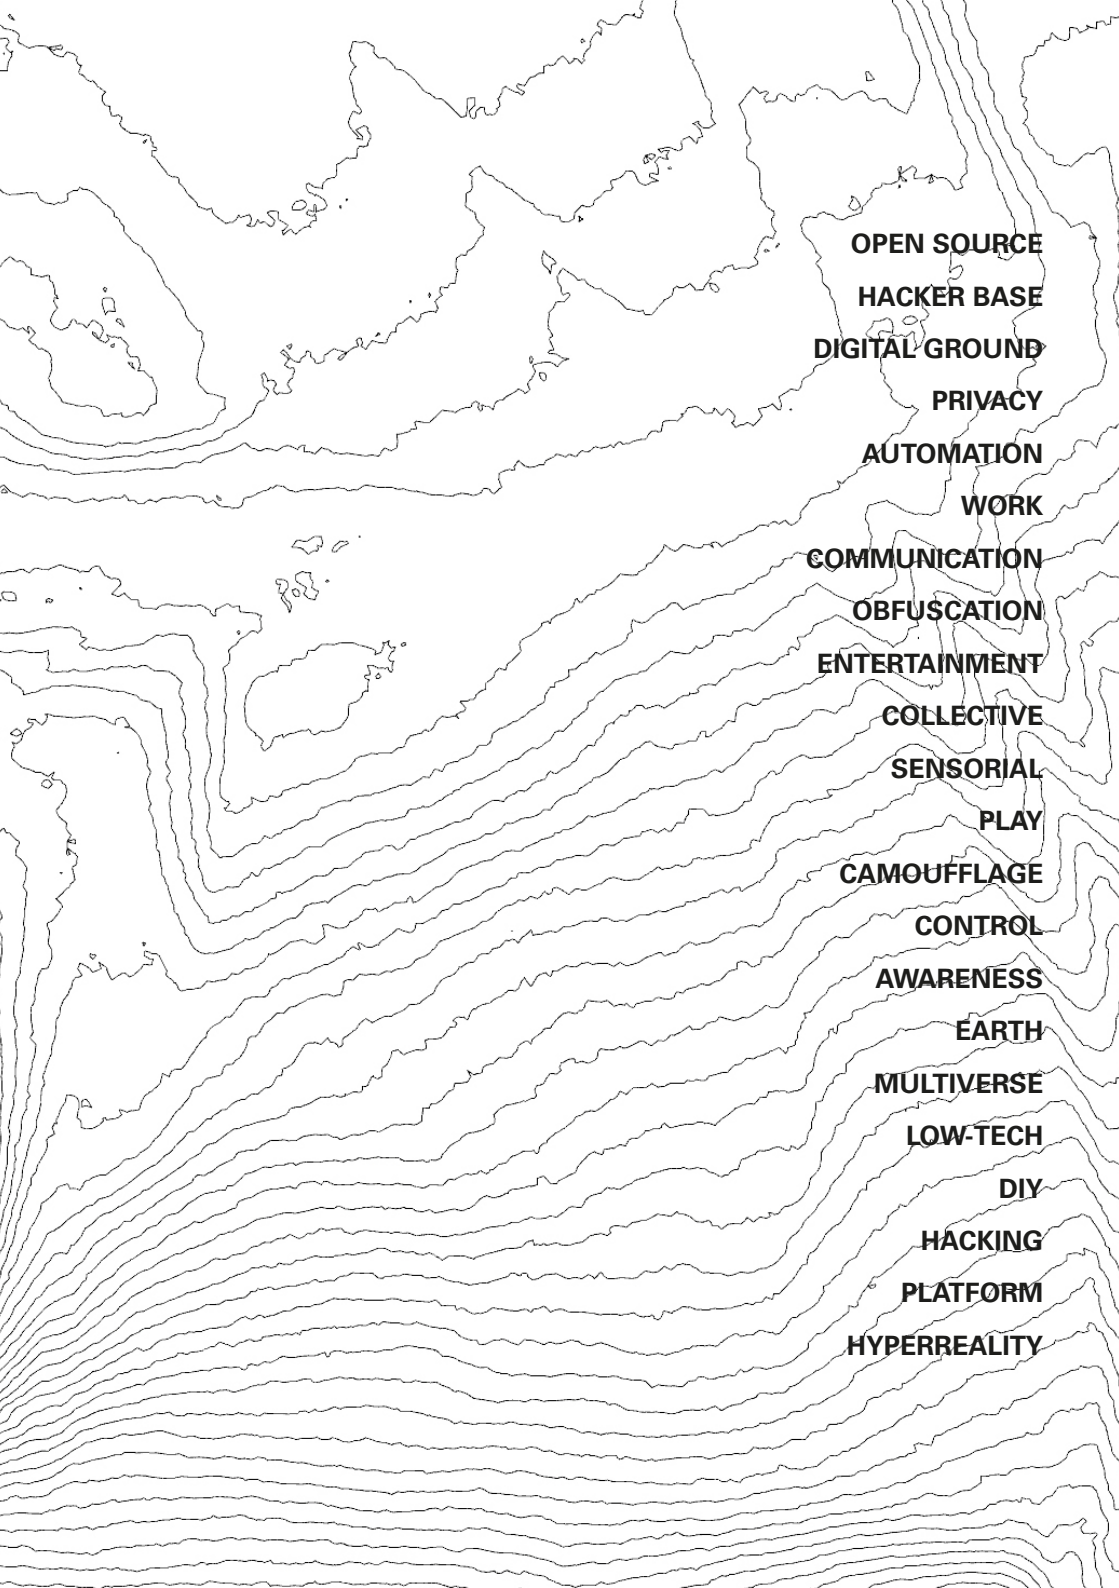 OPEN SOURCE
HACKER BASE
DIGITAL GROUND
PRIVACY
AUTOMATION
WORK
COMMUNICATION
OBFUSCATION
ENTERTAINMENT
COLLECTIVE
SENSORIAL
PLAY
CAMOUFFLAGE
CONTROL
AWARENESS
EARTH
MULTIVERSE
LOW-TECH
DIY
HACKING
PLATFORM
HYPERREALITY